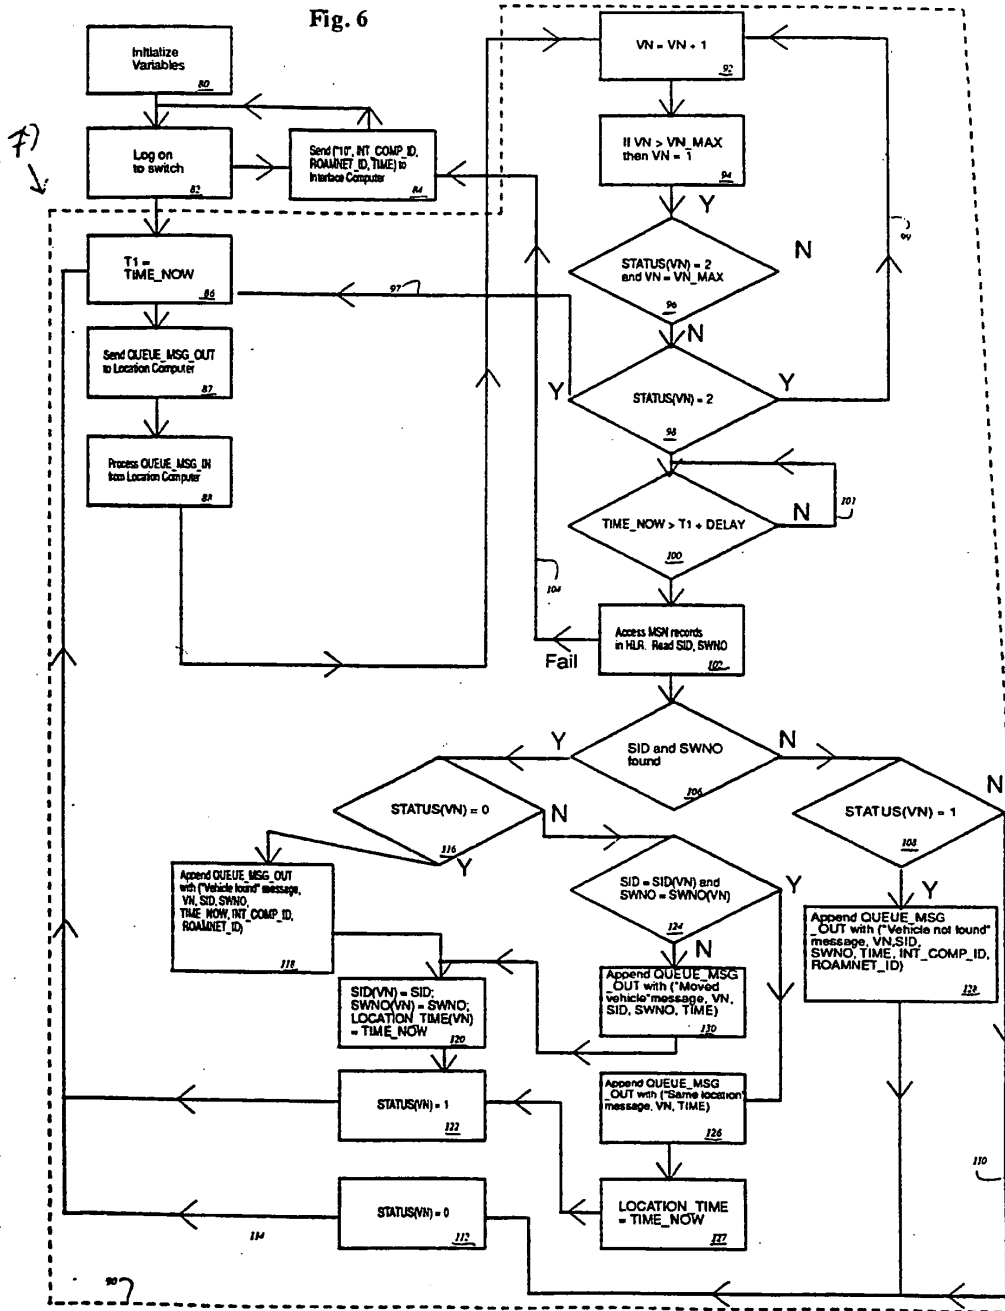 Fig. 6
Initialize
Variables
80
Log on
to switch
82
Send ("10", INT_COMP_ID,
ROAMNET_ID, TIME) to
Interface Computer
84
T1 =
TIME_NOW
86
Send QUEUE_MSG_OUT
to Location Computer
87
Process QUEUE_MSG_IN
from Location Computer
88
VN = VN + 1
92
If VN > VN_MAX
then VN = 1
94
Y
STATUS(VN) = 2
and VN = VN_MAX
96
N
N
97
99
Y
STATUS(VN) = 2
98
Y
TIME_NOW > T1 + DELAY
100
N
101
104
Access MSN records
in HLR. Read SID, SWNO
102
Fail
Y
SID and SWNO
found
106
N
STATUS(VN) = 0
116
N
Y
STATUS(VN) = 1
108
N
Y
Append QUEUE_MSG_OUT
with ("Vehicle found" message,
VN, SID, SWNO,
TIME_NOW, INT_COMP_ID,
ROAMNET_ID)
118
SID = SID(VN) and
SWNO = SWNO(VN)
124
Y
N
Append QUEUE_MSG
_OUT with ("Vehicle not found"
message, VN,SID,
SWNO, TIME, INT_COMP_ID,
ROAMNET_ID)
128
SID(VN) = SID;
SWNO(VN) = SWNO;
LOCATION_TIME(VN)
= TIME_NOW
120
Append QUEUE_MSG
_OUT with ("Moved
vehicle"message, VN,
SID, SWNO, TIME)
130
STATUS(VN) = 1
122
Append QUEUE_MSG
_OUT with ("Same location"
message, VN, TIME)
126
LOCATION_TIME
= TIME_NOW
127
STATUS(VN) = 0
112
114
110
90